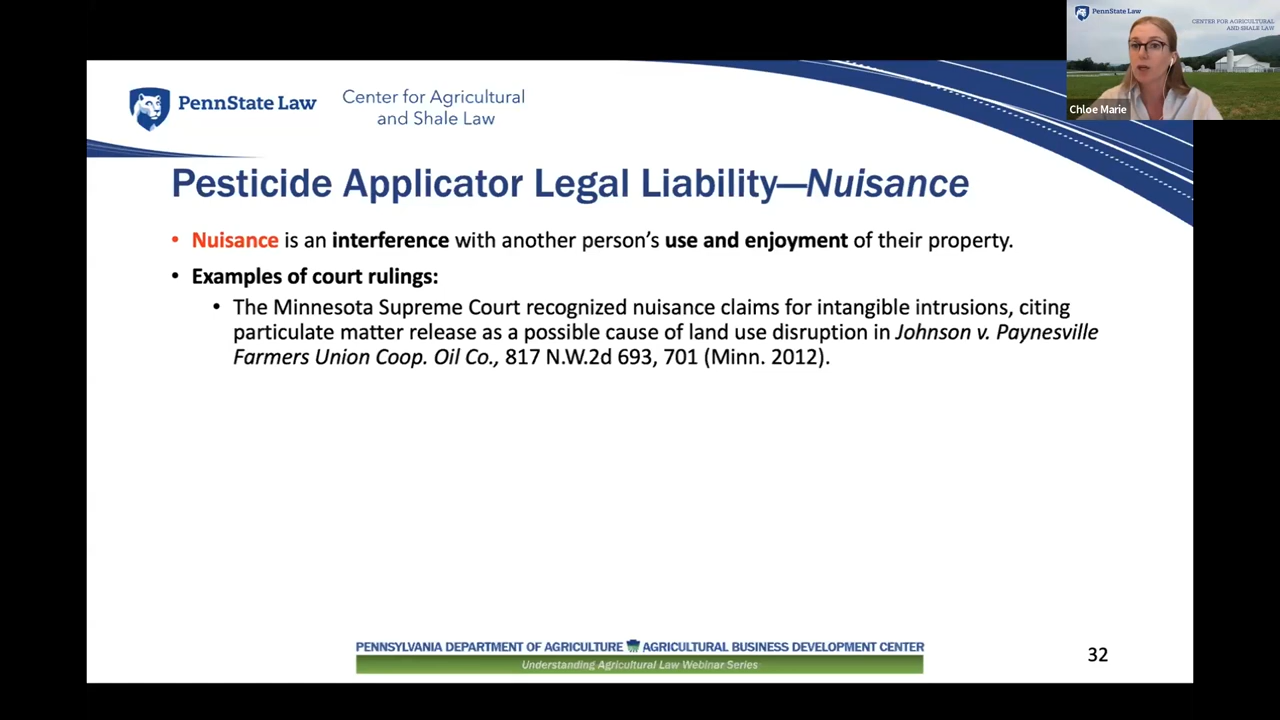 PennState Law
CENTER FOR AGRICULTURAL
AND SHALE LAW
Chloe Marie
PennState Law
Center for Agricultural
and Shale Law
Pesticide Applicator Legal Liability—Nuisance
• Nuisance is an interference with another person's use and enjoyment of their property.
• Examples of court rulings:
• The Minnesota Supreme Court recognized nuisance claims for intangible intrusions, citing
particulate matter release as a possible cause of land use disruption in Johnson v. Paynesville
Farmers Union Coop. Oil Co., 817 N.W.2d 693, 701 (Minn. 2012).
PENNSYLVANIA DEPARTMENT OF AGRICULTURE AGRICULTURAL BUSINESS DEVELOPMENT CENTER
Understanding Agricultural Law Webinar Series
32